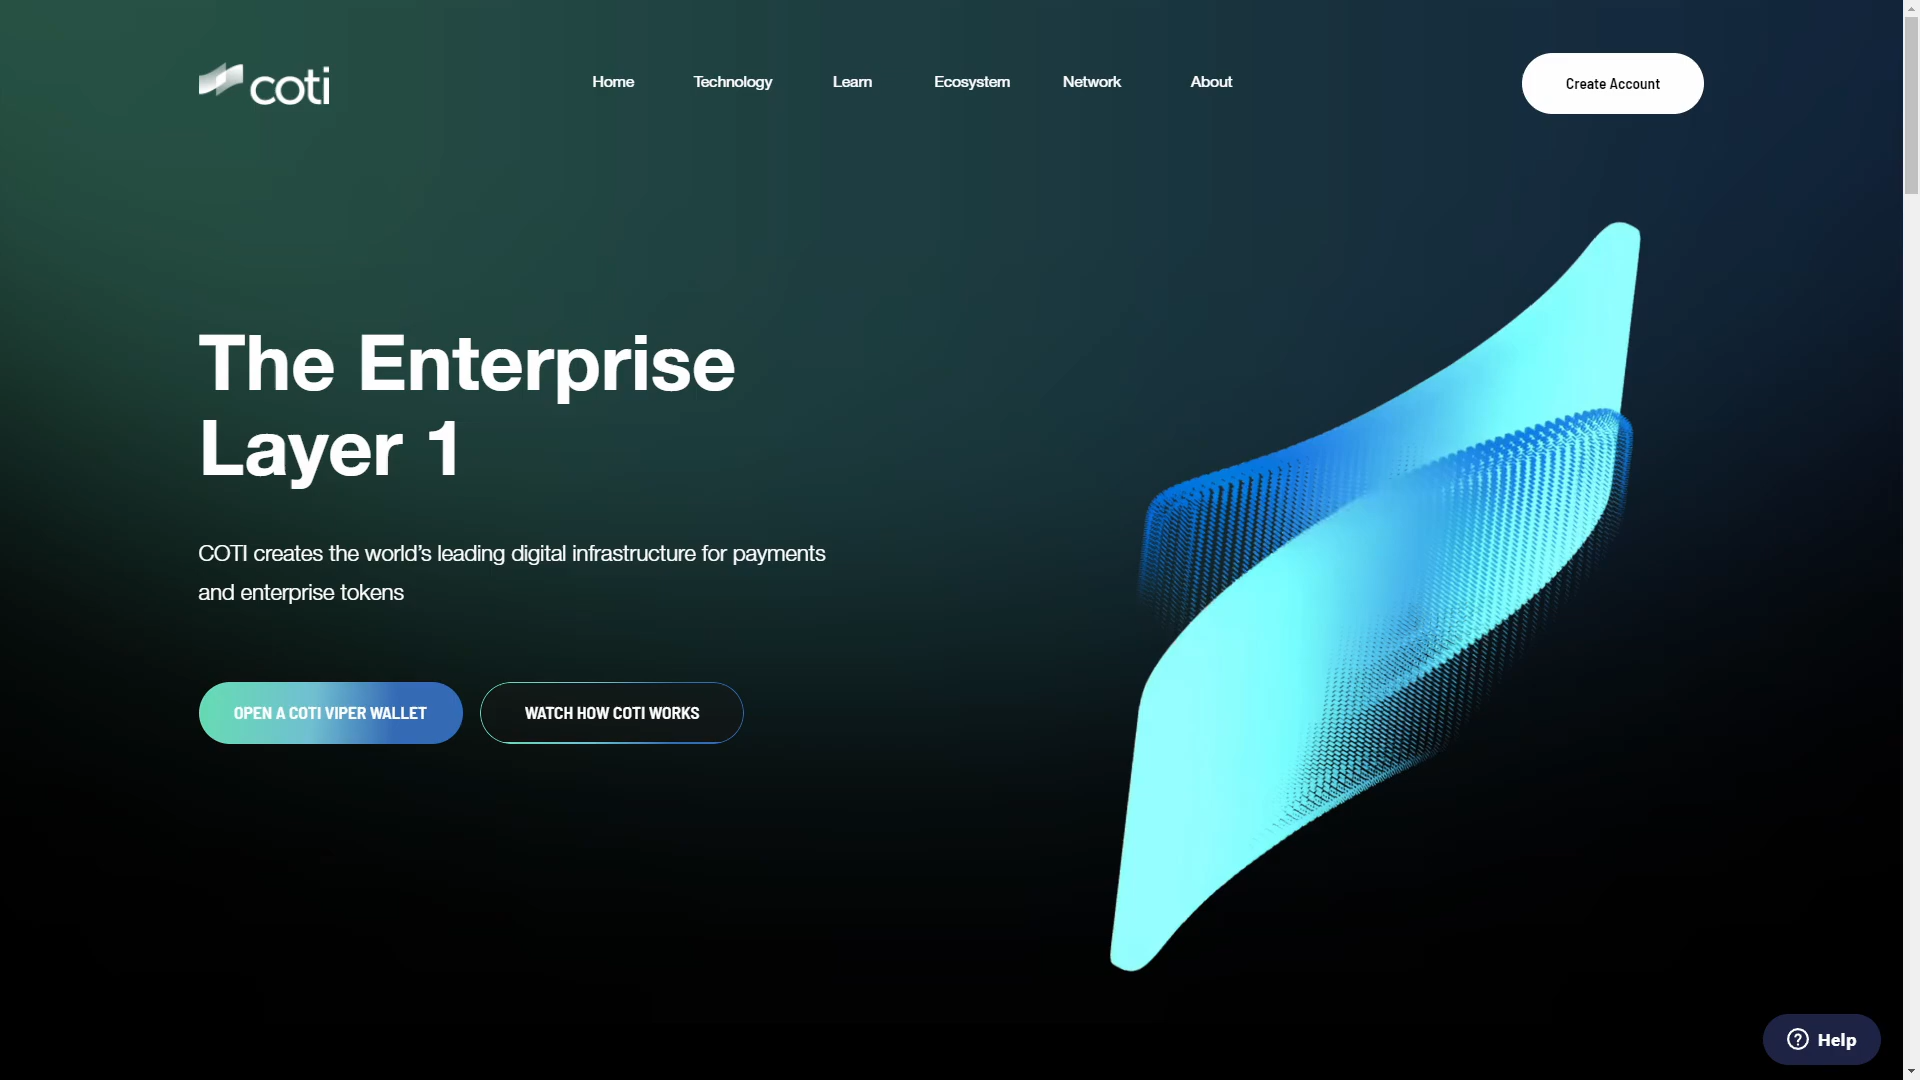 coti
Home Technology Learn Ecosystem Network About
Create Account
The Enterprise
Layer 1
COTI creates the world’s leading digital infrastructure for payments
and enterprise tokens
OPEN A COTI VIPER WALLET
WATCH HOW COTI WORKS
? Help